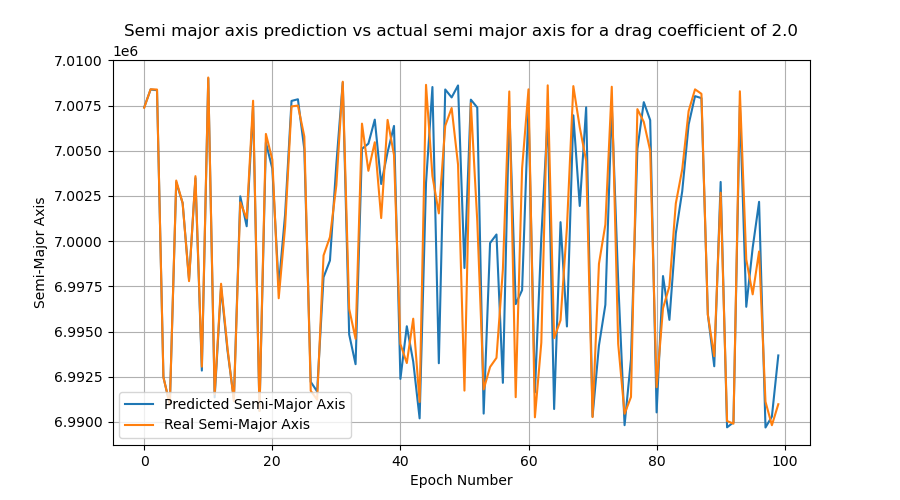 Semi major axis prediction vs actual semi major axis for a drag coefficient of 2.0
1e6
7.0100
7.0075
7.0050
7.0025
7.0000
6.9975
6.9950
6.9925
6.9900
Semi-Major Axis
Predicted Semi-Major Axis
Real Semi-Major Axis
0 20 40 60 80 100
Epoch Number